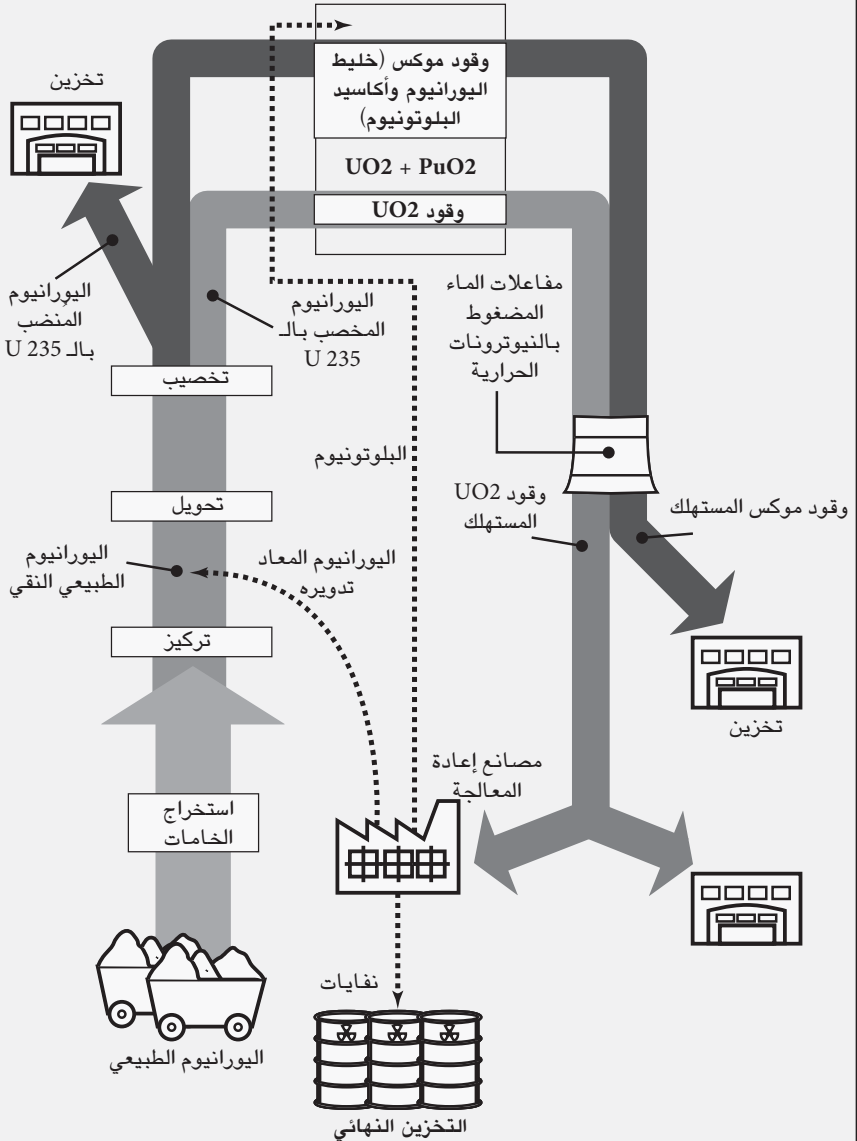 وقود موكس (خليط
اليورانيوم وأكاسيد
البلوتونيوم)
UO2 + PuO2
وقود UO2
تخزين
اليورانيوم
المُنضب
بالـ U 235
اليورانيوم
المخصب بالـ
U 235
مفاعلات الماء
المضغوط
بالنيوترونات
الحرارية
تخصيب
البلوتونيوم
تحويل
وقود UO2
المستهلك
وقود موكس المستهلك
اليورانيوم
الطبيعي النقي
اليورانيوم المعاد
تدويره
تركيز
تخزين
مصانع إعادة
المعالجة
استخراج
الخامات
نفايات
اليورانيوم الطبيعي
التخزين النهائي